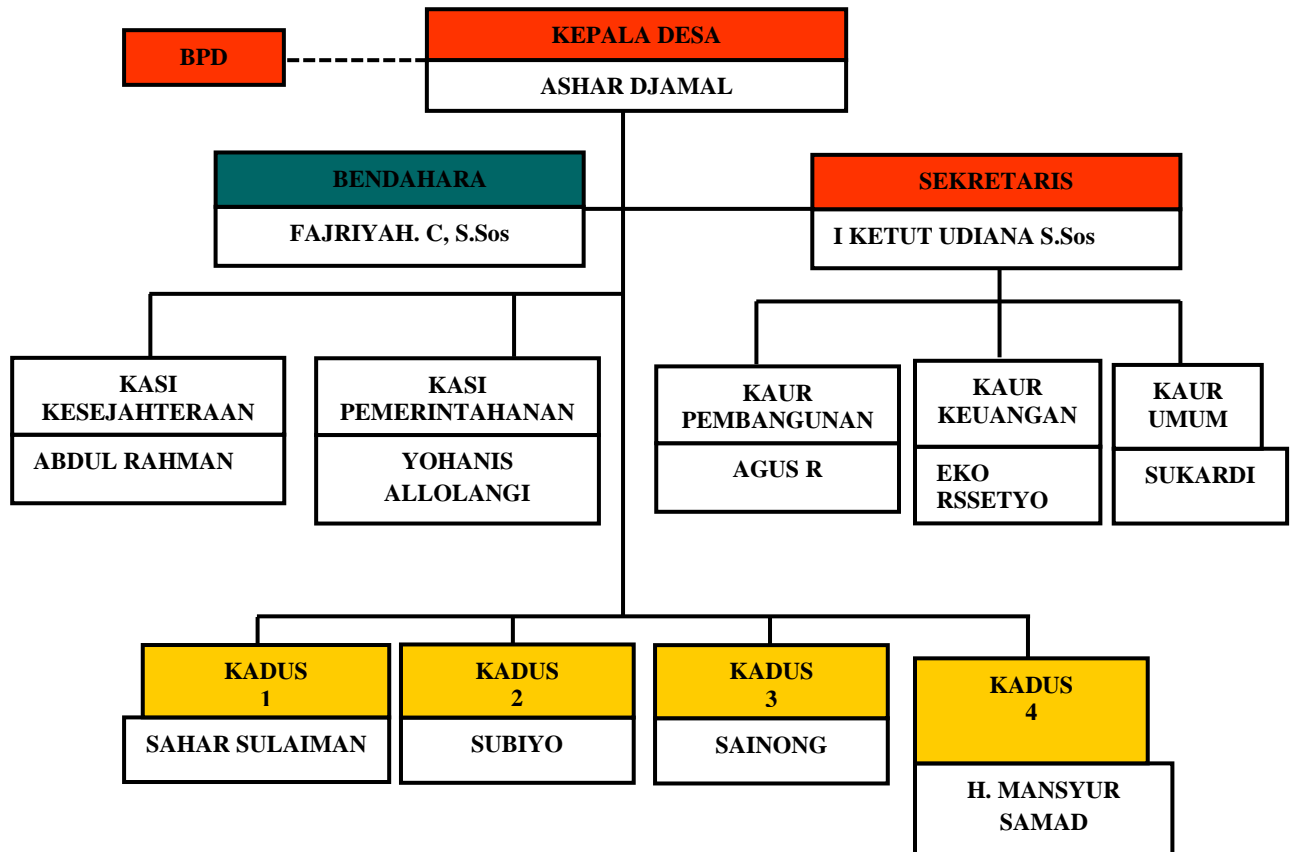 BPD
KEPALA DESA
ASHAR DJAMAL
BENDAHARA
FAJRIYAH. C, S.Sos
SEKRETARIS
I KETUT UDIANA S.Sos
KASI
KESEJAHTERAAN
ABDUL RAHMAN
KASI
PEMERINTAHANAN
YOHANIS
ALLOLANGI
KAUR
PEMBANGUNAN
AGUS R
KAUR
KEUANGAN
EKO
RSSETYO
KAUR
UMUM
SUKARDI
KADUS
1
SAHAR SULAIMAN
KADUS
2
SUBIYO
KADUS
3
SAINONG
KADUS
4
H. MANSYUR
SAMAD